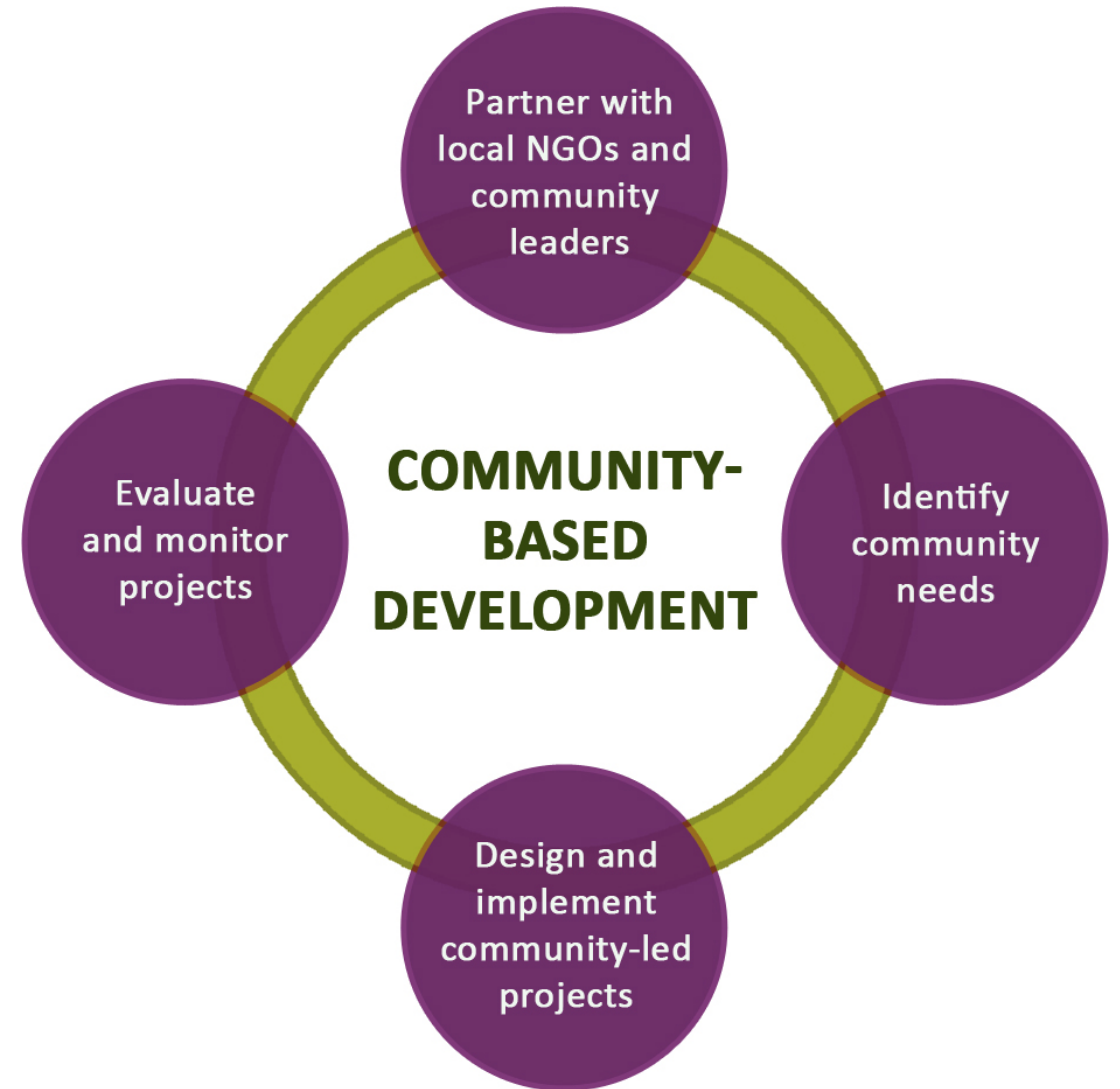 Partner with
local NGOs and
community
leaders
Identify
community
needs
Design and
implement
community-led
projects
Evaluate
and monitor
projects
COMMUNITY-
BASED
DEVELOPMENT